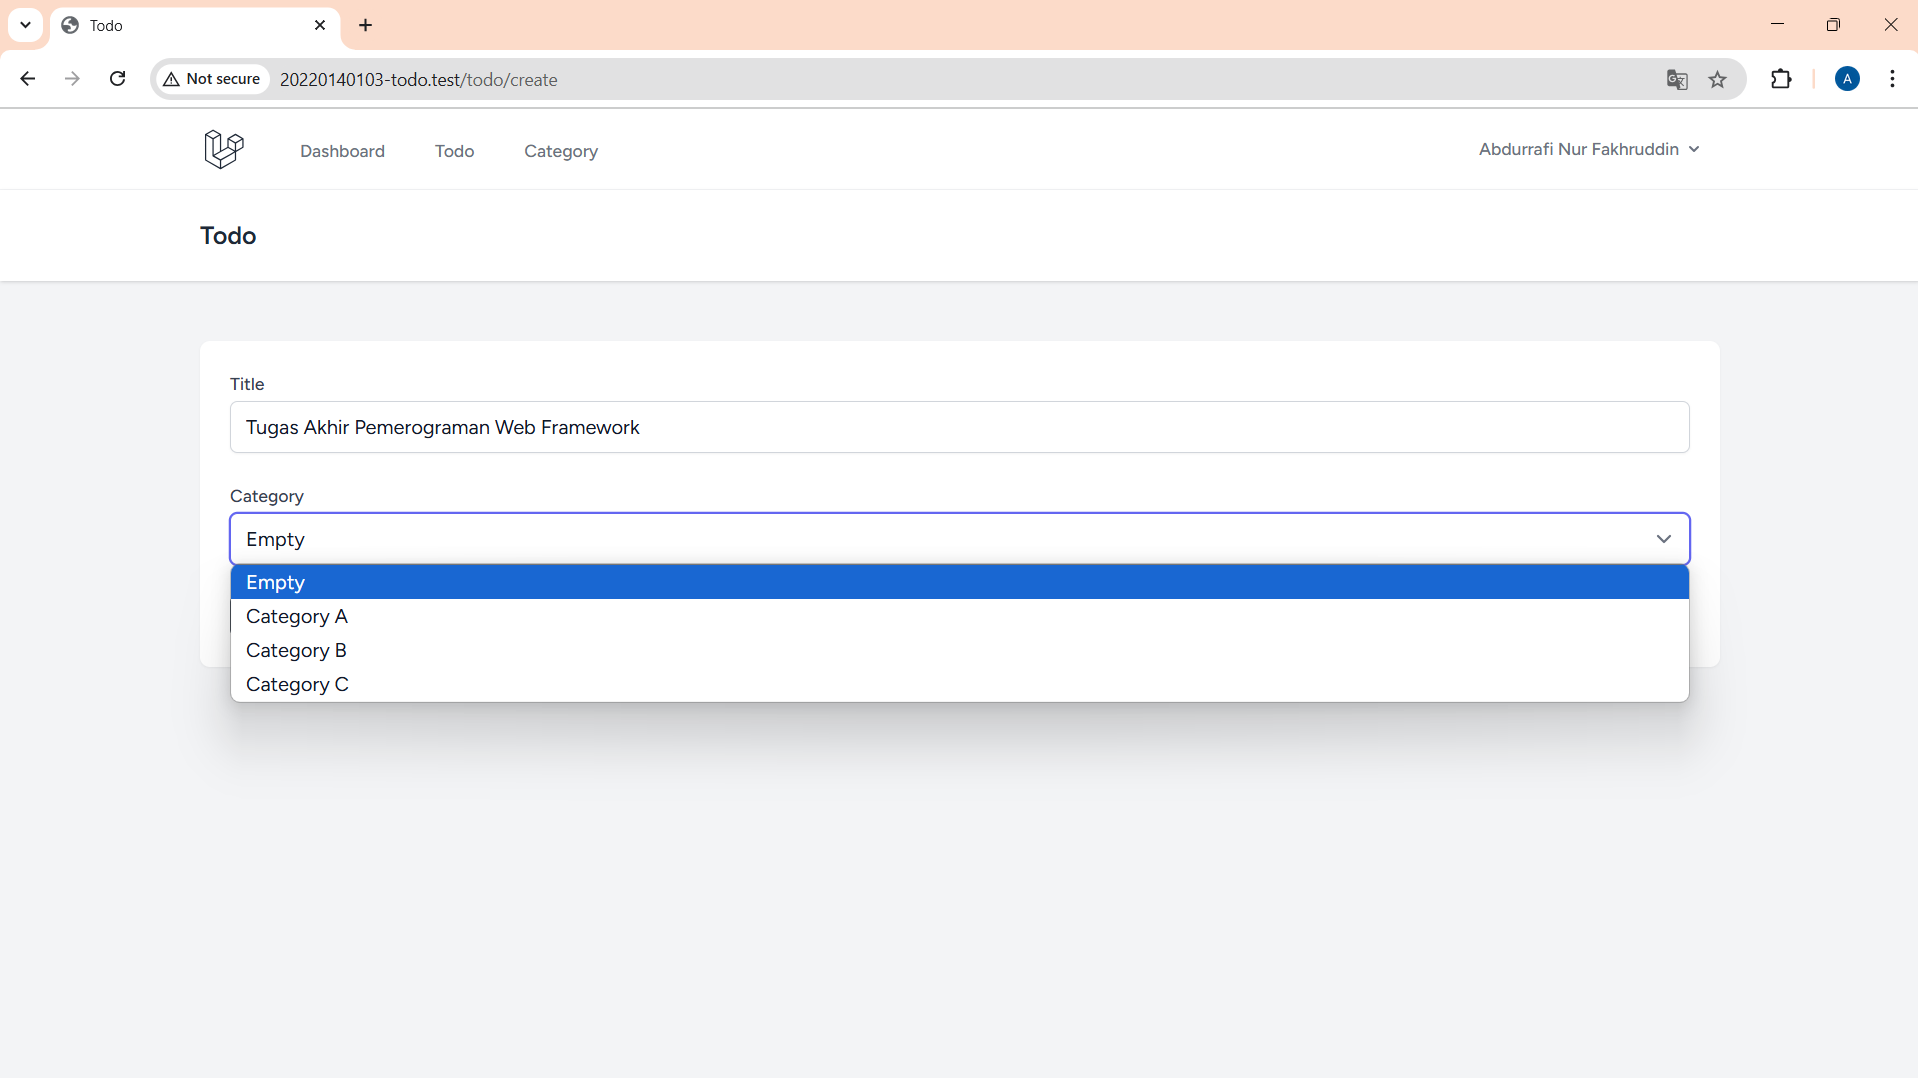 Todo
Not secure
20220140103-todo.test/todo/create
A
Dashboard
Todo
Category
Abdurrafi Nur Fakhruddin
Todo
Title
Tugas Akhir Pemerograman Web Framework
Category
Empty
Empty
Category A
Category B
Category C